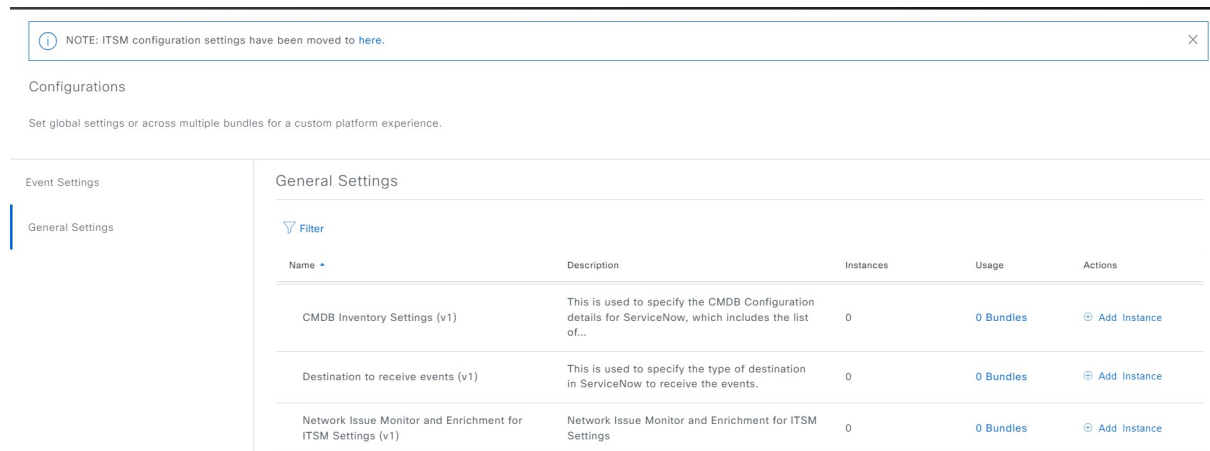 NOTE: ITSM configuration settings have been moved to here.
Configurations
Set global settings or across multiple bundles for a custom platform experience.
Event Settings
General Settings
General Settings
Filter
Name Description Instances Usage Actions
CMDB Inventory Settings (v1)
This is used to specify the CMDB Configuration
details for ServiceNow, which includes the list
of...
0
0 Bundles
Add Instance
Destination to receive events (v1)
This is used to specify the type of destination
in ServiceNow to receive the events.
0
0 Bundles
Add Instance
Network Issue Monitor and Enrichment for
ITSM Settings (v1)
Network Issue Monitor and Enrichment for ITSM
Settings
0
0 Bundles
Add Instance